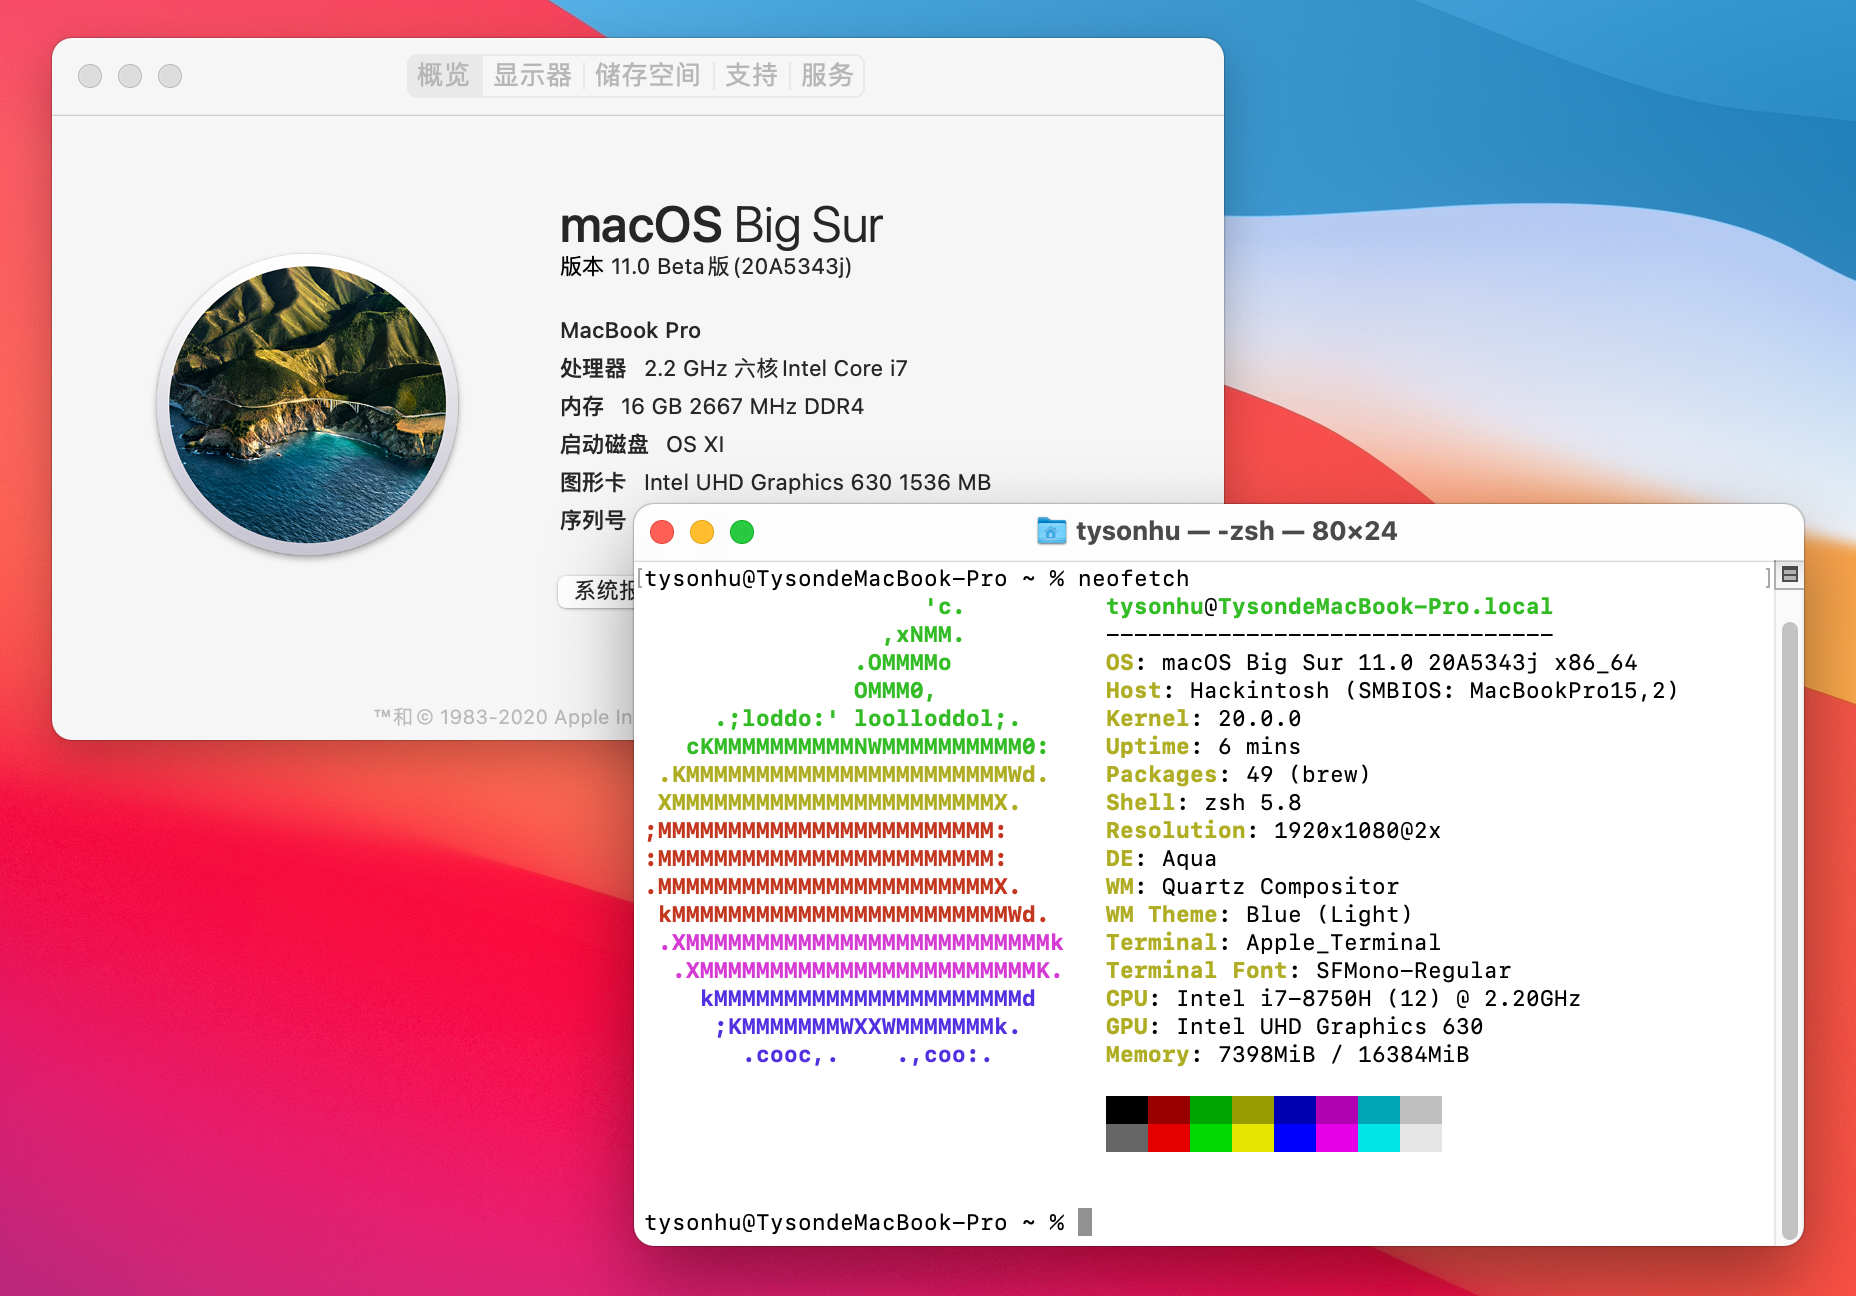 概览 显示器 储存空间 支持 服务
macOS Big Sur
版本 11.0 Beta版(20A5343j)
MacBook Pro
处理器 2.2 GHz 六核Intel Core i7
内存 16 GB 2667 MHz DDR4
启动磁盘 OS XI
图形卡 Intel UHD Graphics 630 1536 MB
序列号
系统报
™和© 1983-2020 Apple In
tysonhu — -zsh — 80×24
[tysonhu@TysondeMacBook-Pro ~ % neofetch ]
'c. tysonhu@TysondeMacBook-Pro.local
,xNMM. --------------------------------
.OMMMMo OS: macOS Big Sur 11.0 20A5343j x86_64
OMMM0, Host: Hackintosh (SMBIOS: MacBookPro15,2)
.;loddo:' loolloddol;. Kernel: 20.0.0
cKMMMMMMMMMMNWMMMMMMMMMM0: Uptime: 6 mins
.KMMMMMMMMMMMMMMMMMMMMMMMWd. Packages: 49 (brew)
XMMMMMMMMMMMMMMMMMMMMMMMX. Shell: zsh 5.8
;MMMMMMMMMMMMMMMMMMMMMMMM: Resolution: 1920x1080@2x
:MMMMMMMMMMMMMMMMMMMMMMMM: DE: Aqua
.MMMMMMMMMMMMMMMMMMMMMMMMX. WM: Quartz Compositor
kMMMMMMMMMMMMMMMMMMMMMMMMWd. WM Theme: Blue (Light)
.XMMMMMMMMMMMMMMMMMMMMMMMMMMk Terminal: Apple_Terminal
.XMMMMMMMMMMMMMMMMMMMMMMMMK. Terminal Font: SFMono-Regular
kMMMMMMMMMMMMMMMMMMMMMMd CPU: Intel i7-8750H (12) @ 2.20GHz
;KMMMMMMMWXXWMMMMMMMk. GPU: Intel UHD Graphics 630
.cooc,. .,coo:. Memory: 7398MiB / 16384MiB
tysonhu@TysondeMacBook-Pro ~ %